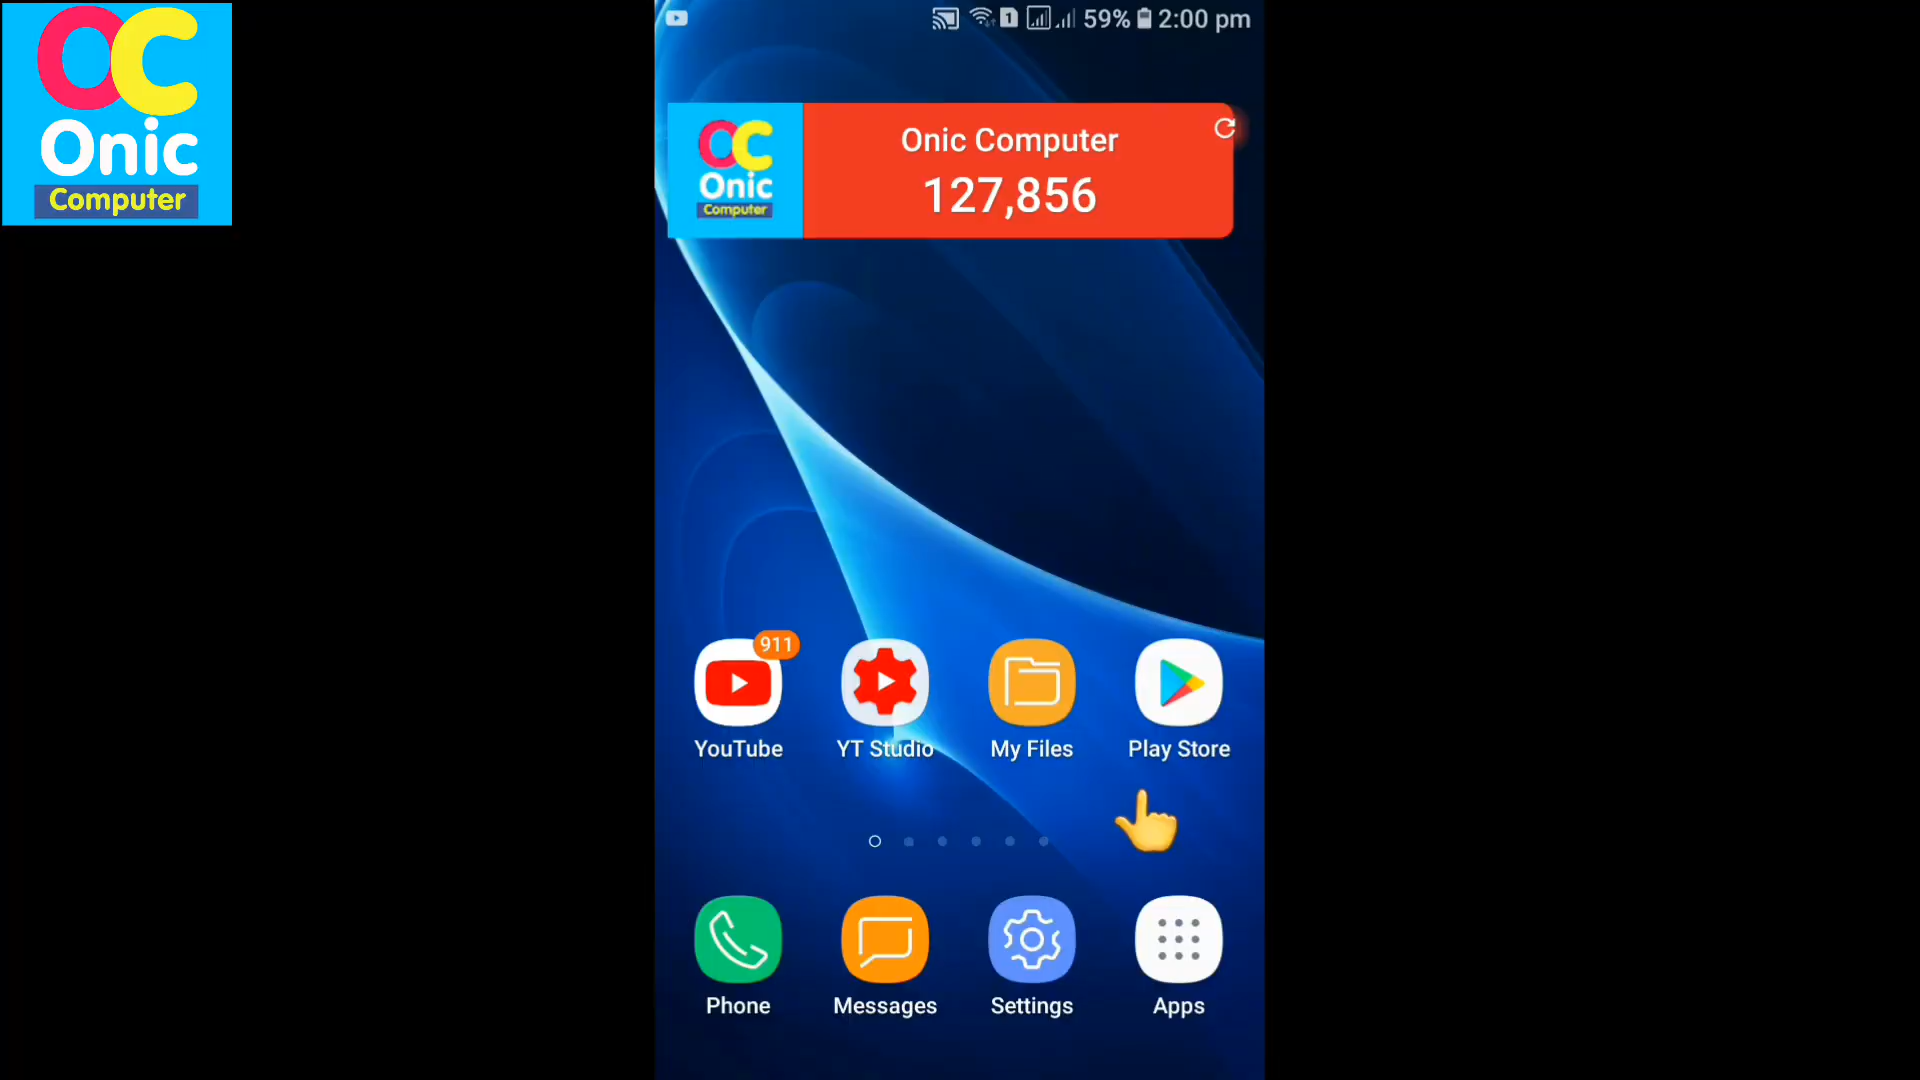 OC
Onic
Computer
1
59%
2:00 pm
OC
Onic
Computer
Onic Computer
127,856
911
YouTube
YT Studio
My Files
Play Store
Phone
Messages
Settings
Apps